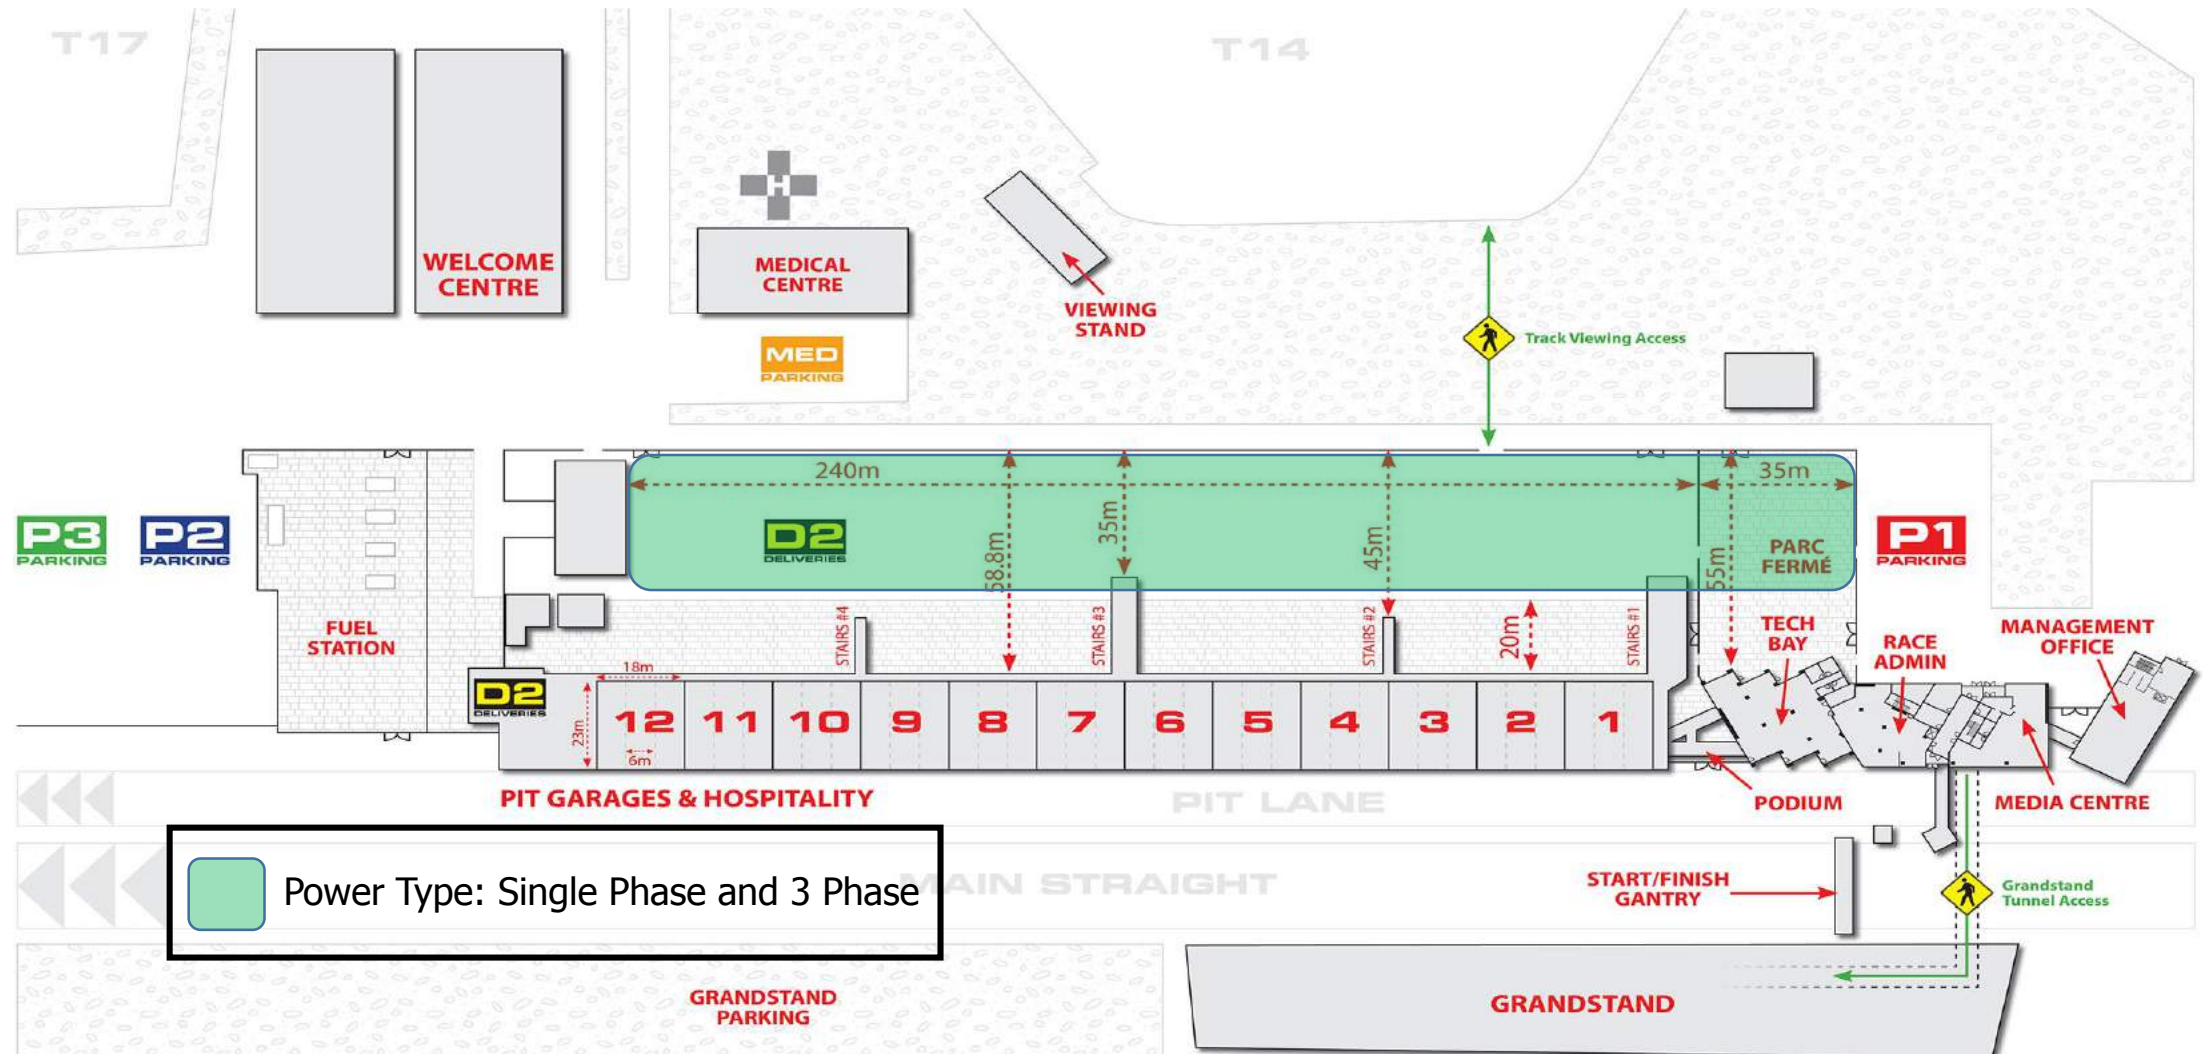 T17
T14
WELCOME
CENTRE
H
MEDICAL
CENTRE
VIEWING
STAND
MED
PARKING
Track Viewing Access
240m
35m
P3
PARKING
P2
PARKING
D2
DELIVERIES
58.8m
35m
45m
55m
PARC
FERMÉ
P1
PARKING
FUEL
STATION
STAIRS #4
STAIRS #3
STAIRS #2
20m
STAIRS #1
TECH
BAY
RACE
ADMIN
MANAGEMENT
OFFICE
D2
DELIVERIES
18m
23m
6m
12 11 10 9 8 7 6 5 4 3 2 1
PIT GARAGES & HOSPITALITY
PIT LANE
PODIUM
MEDIA CENTRE
Power Type: Single Phase and 3 Phase
MAIN STRAIGHT
START/FINISH
GANTRY
Grandstand
Tunnel Access
GRANDSTAND
PARKING
GRANDSTAND